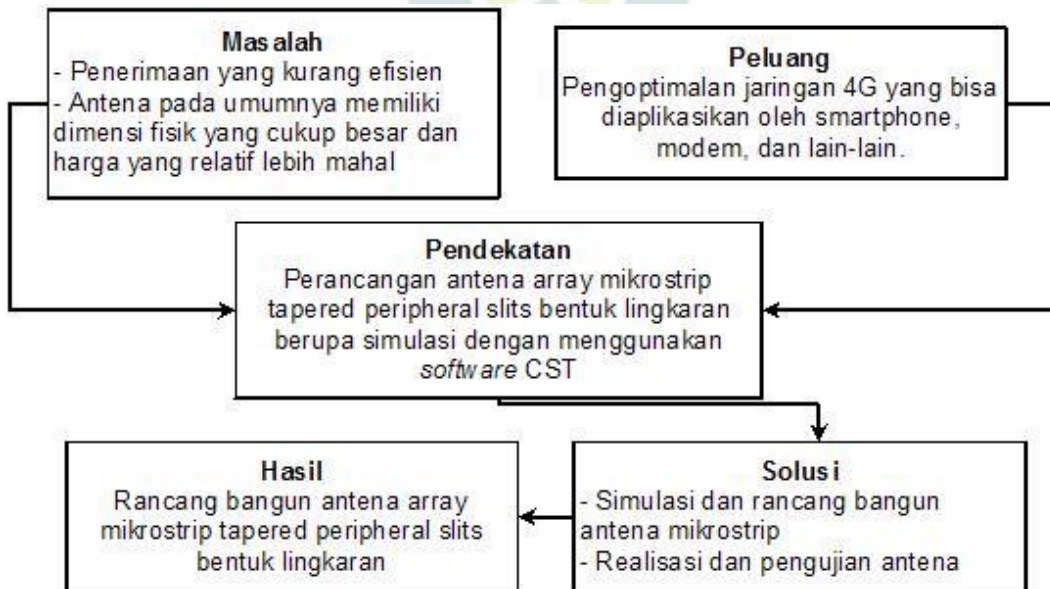 Masalah
- Penerimaan yang kurang efisien
- Antena pada umumnya memiliki
dimensi fisik yang cukup besar dan
harga yang relatif lebih mahal
Peluang
Pengoptimalan jaringan 4G yang bisa
diaplikasikan oleh smartphone,
modem, dan lain-lain.
Pendekatan
Perancangan antena array mikrostrip
tapered peripheral slits bentuk lingkaran
berupa simulasi dengan menggunakan
software CST
Hasil
Rancang bangun antena array
mikrostrip tapered peripheral slits
bentuk lingkaran
Solusi
- Simulasi dan rancang bangun
antena mikrostrip
- Realisasi dan pengujian antena